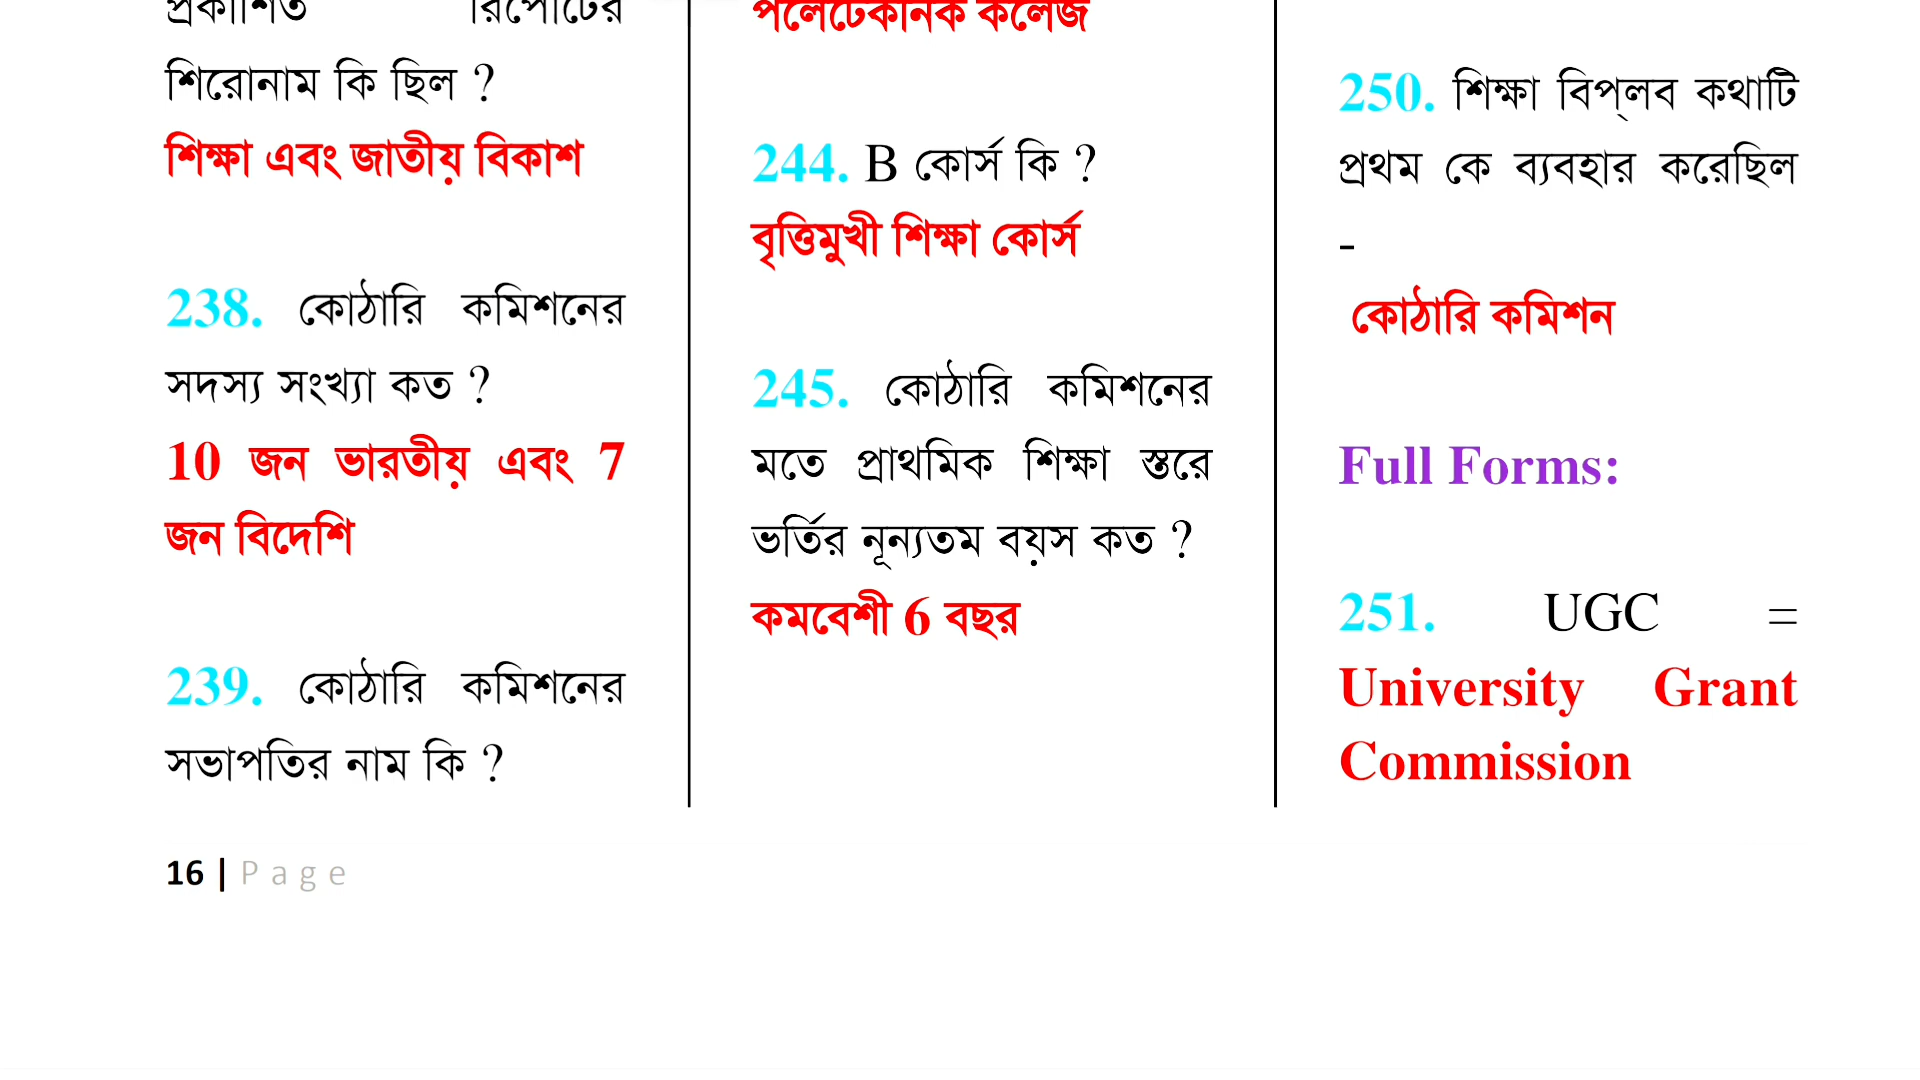 প্রকাশিত রিপোর্টের
শিরোনাম কি ছিল ?
শিক্ষা এবং জাতীয় বিকাশ
238. কোঠারি কমিশনের
সদস্য সংখ্যা কত ?
10 জন ভারতীয় এবং 7
জন বিদেশি
239. কোঠারি কমিশনের
সভাপতির নাম কি ?
কলেজ
244. B কোর্স কি ?
বৃত্তিমুখী শিক্ষা কোর্স
245. কোঠারি কমিশনের
মতে প্রাথমিক শিক্ষা স্তরে
ভর্তির নূন্যতম বয়স কত ?
কমবেশী 6 বছর
250. শিক্ষা বিপ্‌লব কথাটি
প্রথম কে ব্যবহার করেছিল
-
কোঠারি কমিশন
Full Forms:
251. UGC =
University Grant
Commission
16 | Page